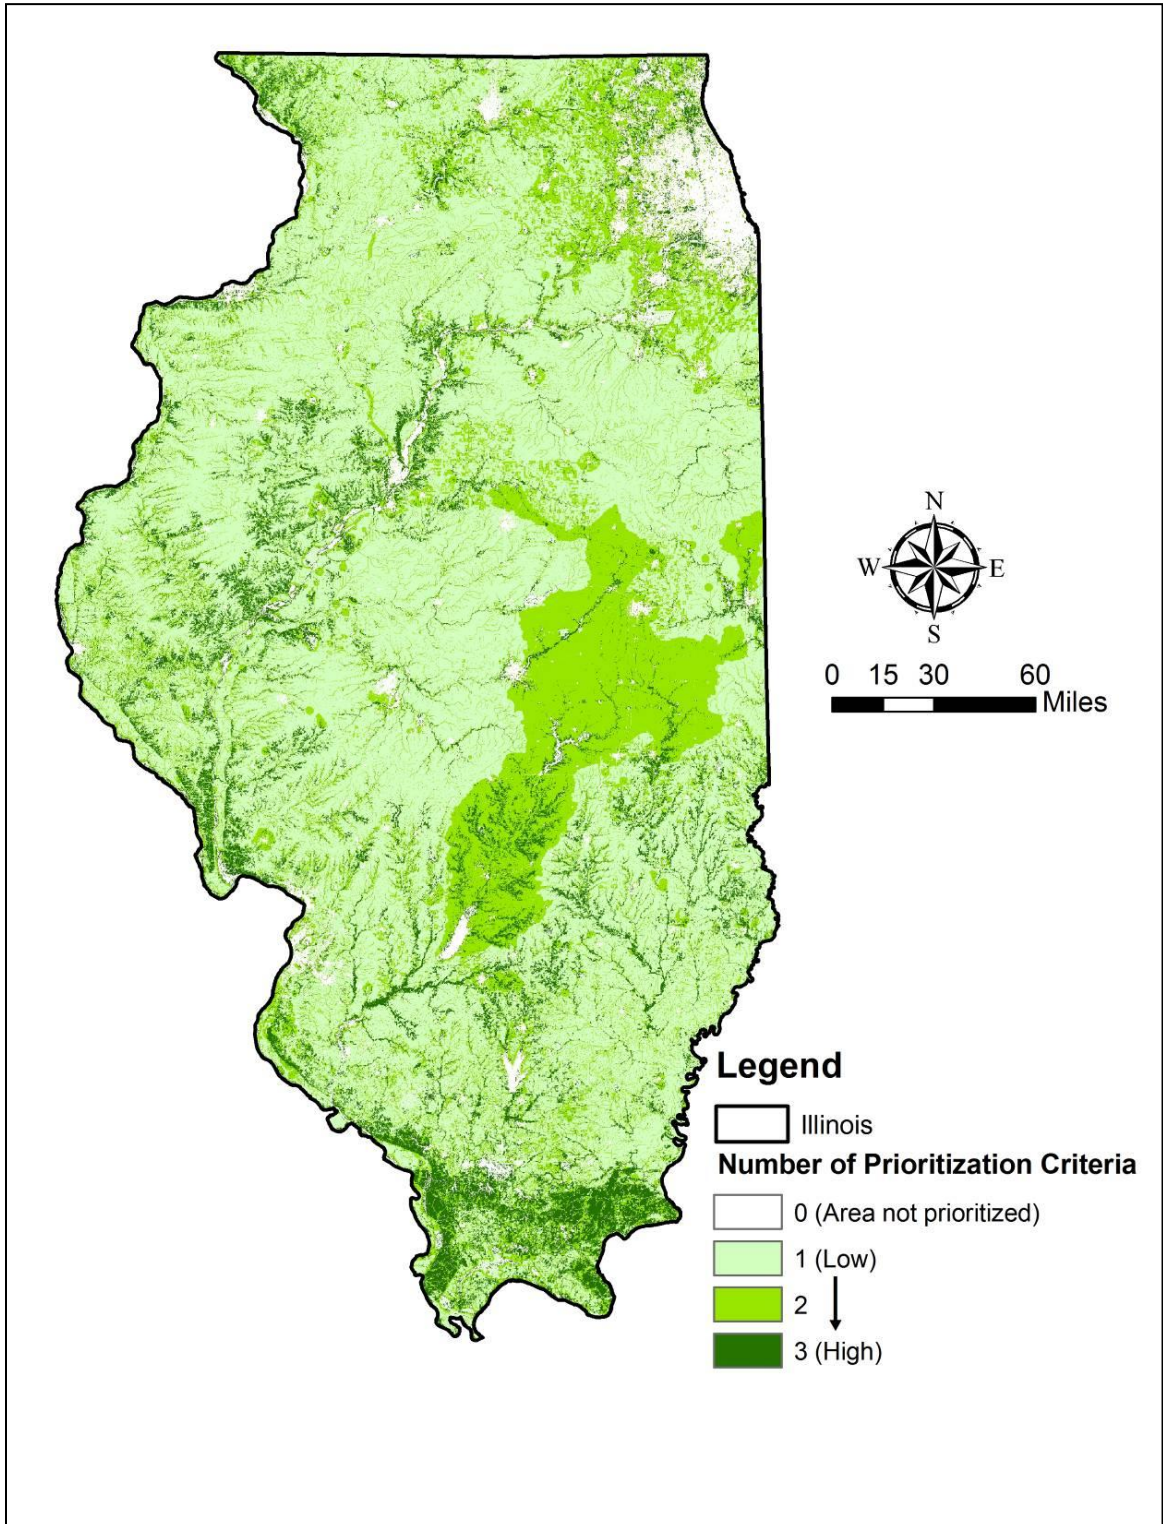 N
W E
S
0 15 30 60
Miles
Legend
Illinois
Number of Prioritization Criteria
0 (Area not prioritized)
1 (Low)
2
3 (High)